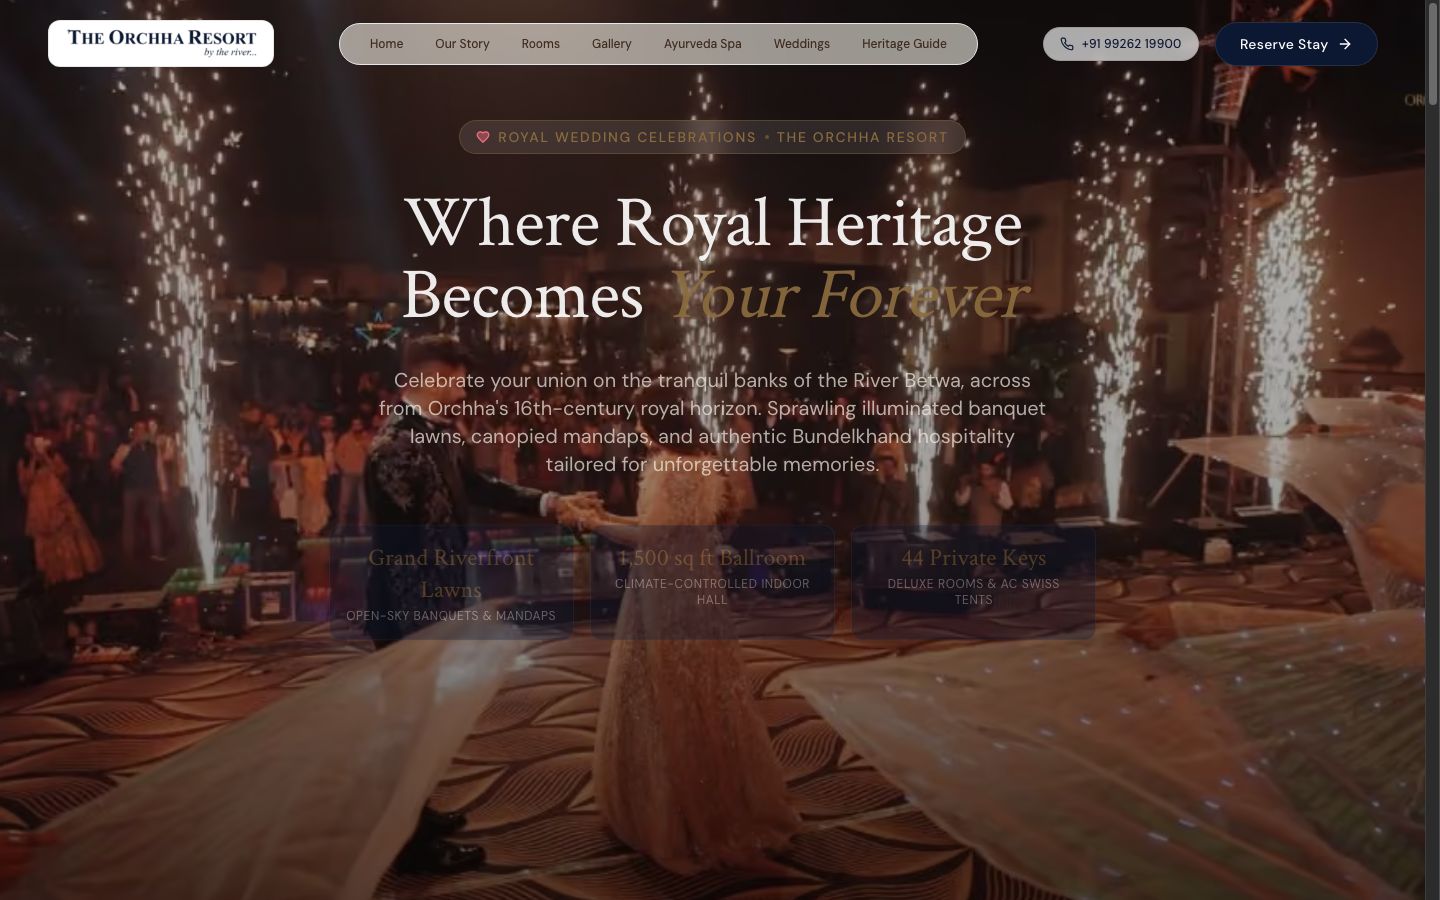 THE ORCHHA RESORT
by the river...
Home
Our Story
Rooms
Gallery
Ayurveda Spa
Weddings
Heritage Guide
+91 99262 19900
Reserve Stay
ROYAL WEDDING CELEBRATIONS • THE ORCHHA RESORT
Where Royal Heritage
Becomes Your Forever
Celebrate your union on the tranquil banks of the River Betwa, across
from Orchha's 16th-century royal horizon. Sprawling illuminated banquet
lawns, canopied mandaps, and authentic Bundelkhand hospitality
tailored for unforgettable memories.
Grand Riverfront
Lawns
OPEN-SKY BANQUETS & MANDAPS
1,500 sq ft Ballroom
CLIMATE-CONTROLLED INDOOR
HALL
44 Private Keys
DELUXE ROOMS & AC SWISS
TENTS